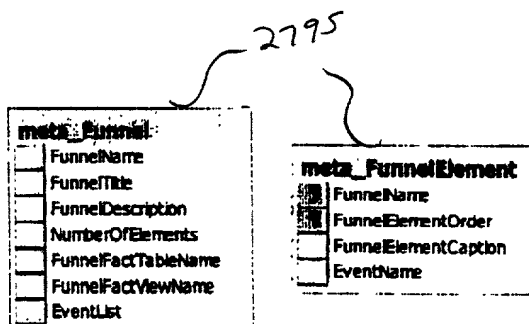 2795
meta_Funnel
FunnelName
FunnelTitle
FunnelDescription
NumberOfElements
FunnelFactTableName
FunnelFactViewName
EventList
meta_FunnelElement
FunnelName
FunnelElementOrder
FunnelElementCaption
EventName